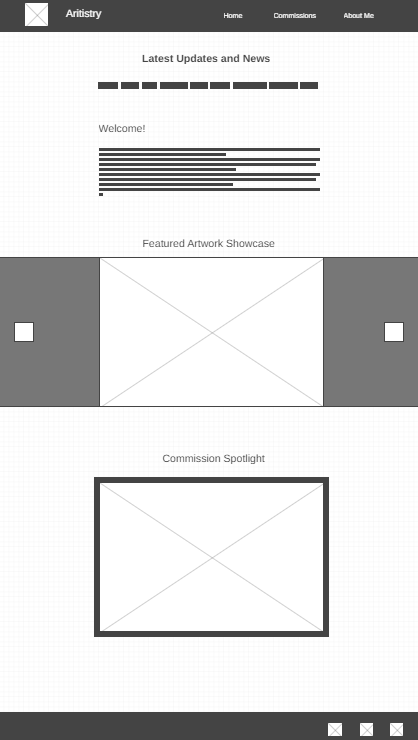 Aritistry
Home
Commissions
About Me
Latest Updates and News
Welcome!
Featured Artwork Showcase
Commission Spotlight